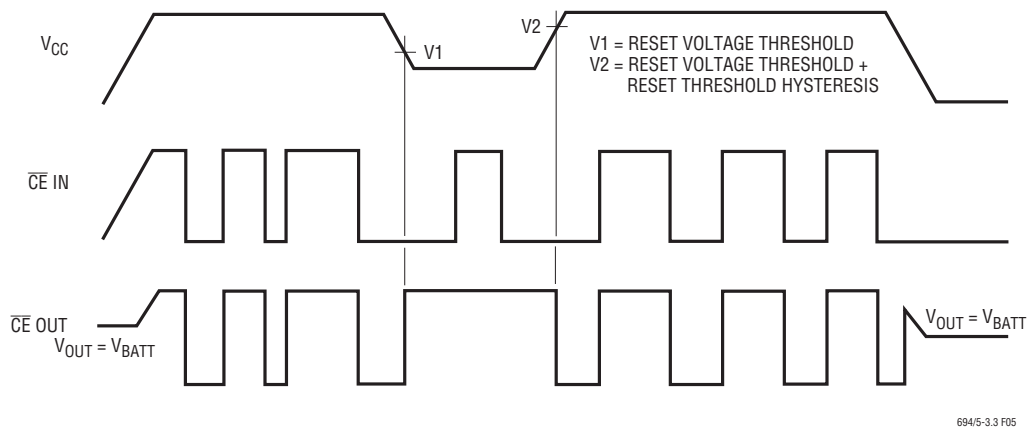 V2
V1 = RESET VOLTAGE THRESHOLD
V2 = RESET VOLTAGE THRESHOLD +
RESET THRESHOLD HYSTERESIS
VCC
V1
CE IN
CE OUT
VOUT = VBATT
VOUT = VBATT
694/5-3.3 F05